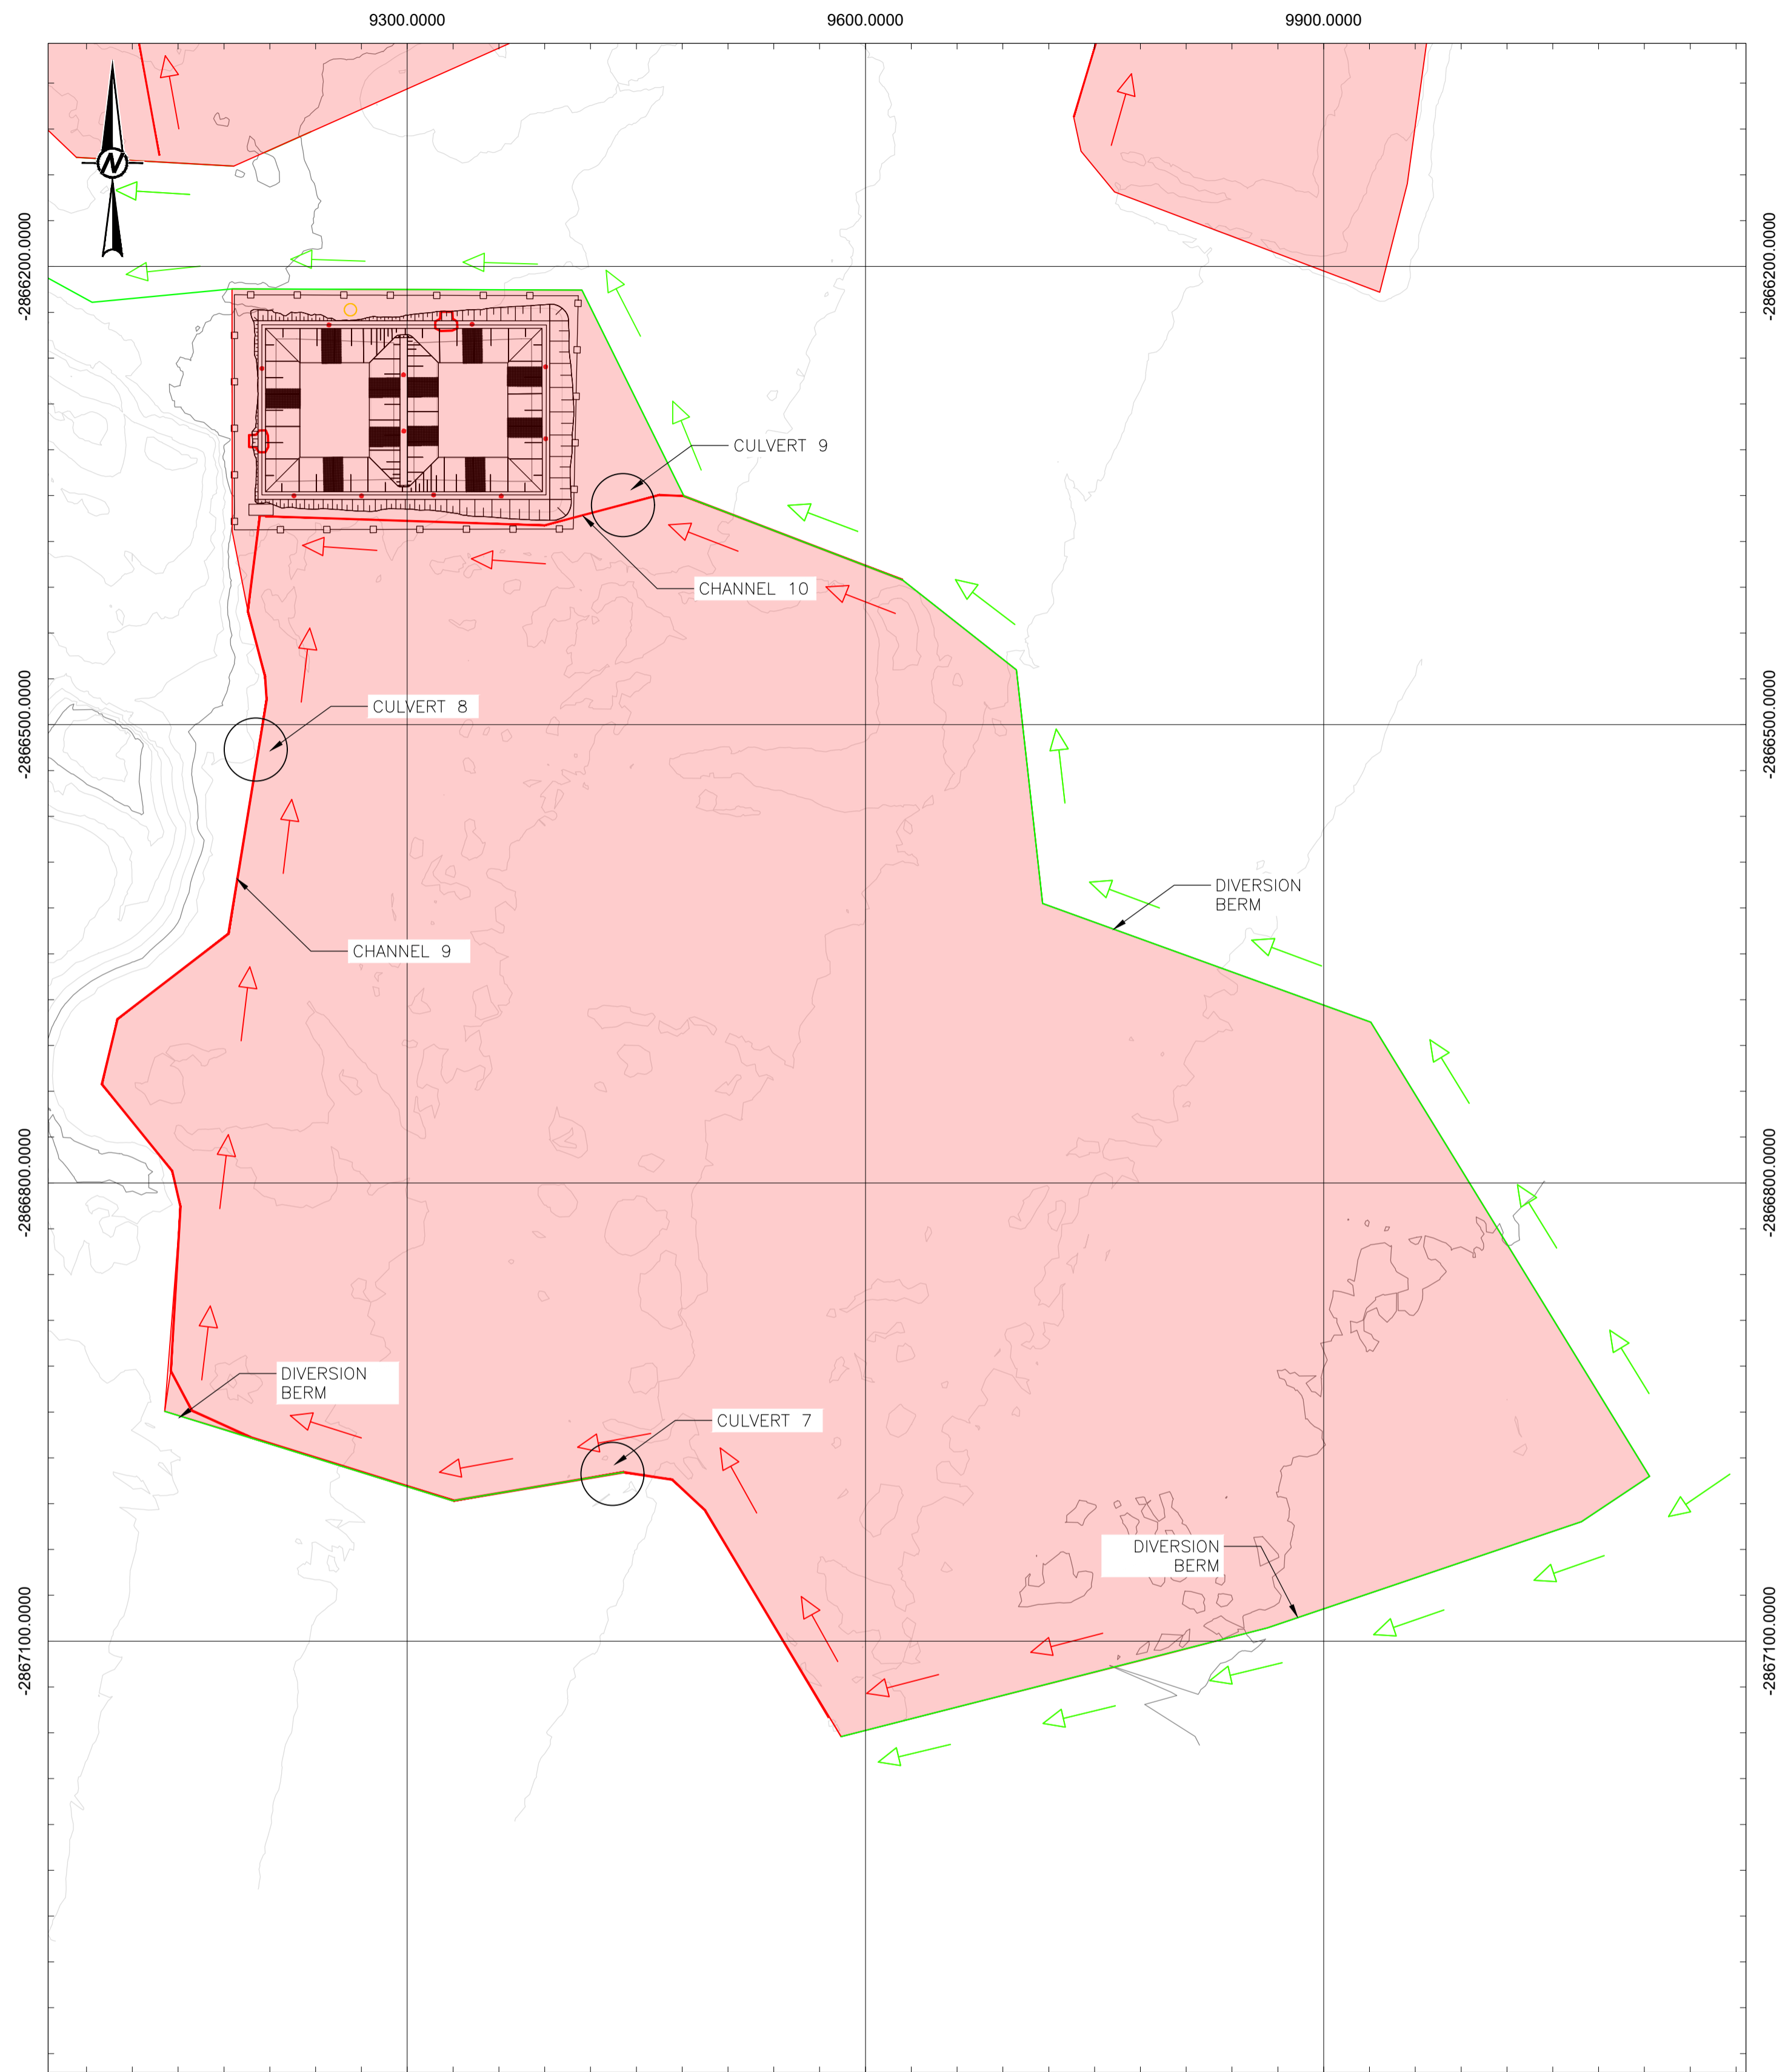 9300.0000
9600.0000
9900.0000
N
-2866200.0000
-2866200.0000
CULVERT 9
CHANNEL 10
CULVERT 8
-2866500.0000
-2866500.0000
DIVERSION
BERM
CHANNEL 9
-2866800.0000
-2866800.0000
DIVERSION
BERM
CULVERT 7
DIVERSION
BERM
-2867100.0000
-2867100.0000